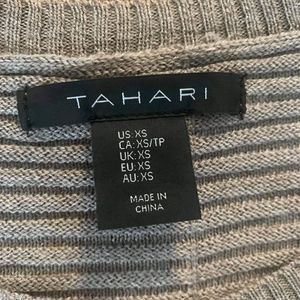 TAHARI
US: XS
CA: XS/TP
UK: XS
EU: XS
AU: XS
MADE IN
CHINA